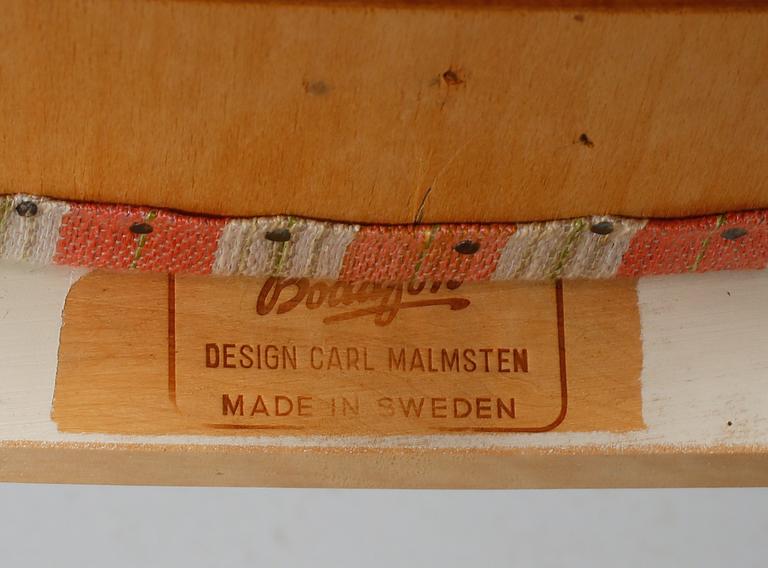 Bodafors
DESIGN CARL MALMSTEN
MADE IN SWEDEN